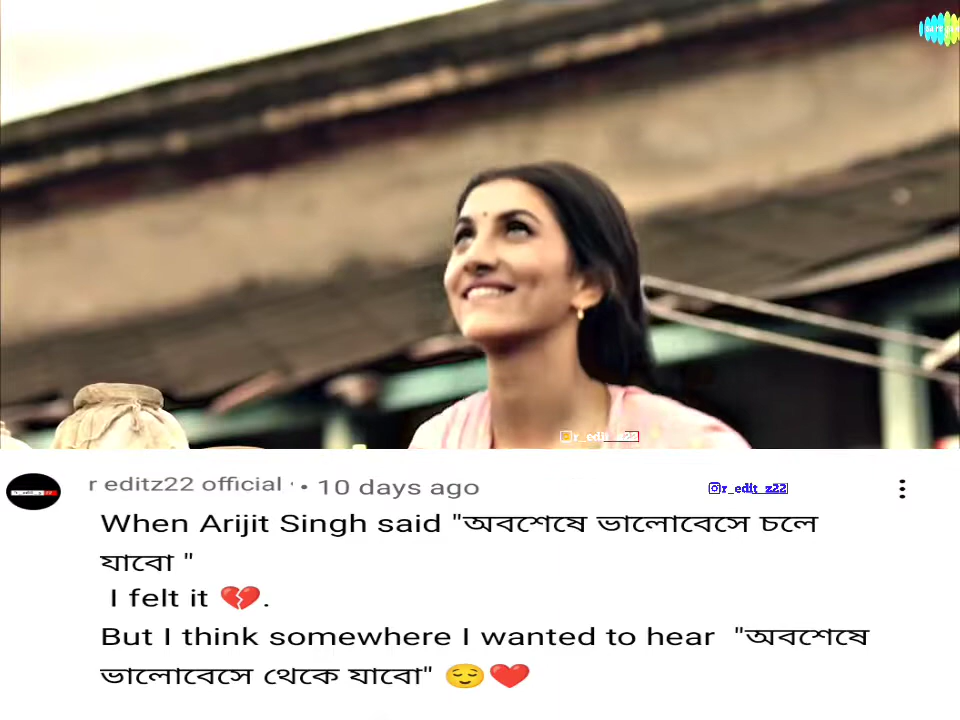 r_edit_z22
r editz22 official · • 10 days ago
r_edit_z22
When Arijit Singh said "অবশেষে ভালোবেসে চলে
যাবো "
I felt it 💔.
But I think somewhere I wanted to hear "অবশেষে
ভালোবেসে থেকে যাবো" 😌❤️